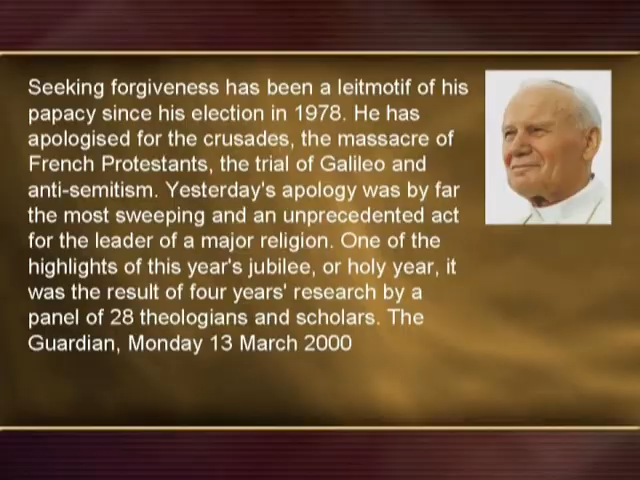 Seeking forgiveness has been a leitmotif of his
papacy since his election in 1978. He has
apologised for the crusades, the massacre of
French Protestants, the trial of Galileo and
anti-semitism. Yesterday's apology was by far
the most sweeping and an unprecedented act
for the leader of a major religion. One of the
highlights of this year's jubilee, or holy year, it
was the result of four years' research by a
panel of 28 theologians and scholars. The
Guardian, Monday 13 March 2000